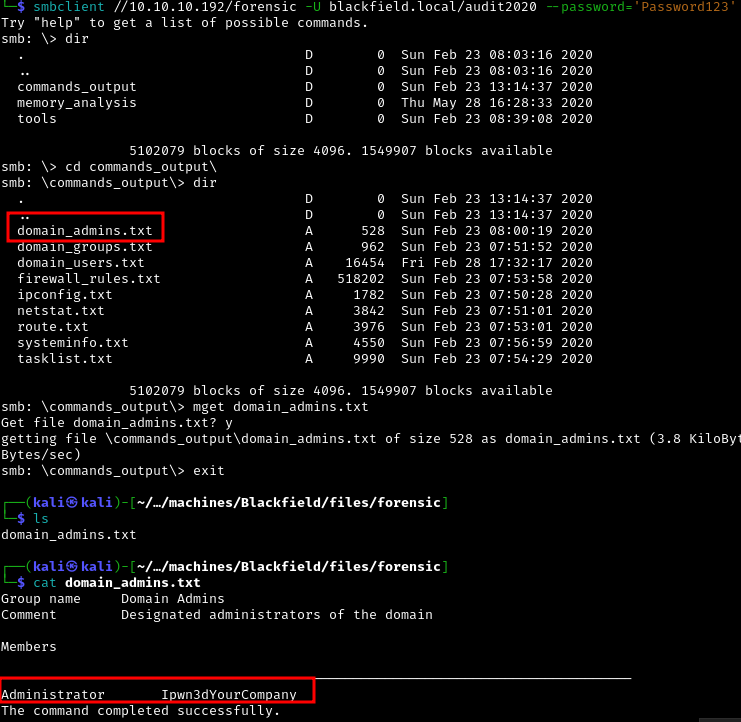 └─$ smbclient //10.10.10.192/forensic -U blackfield.local/audit2020 --password='Password123'
Try "help" to get a list of possible commands.
smb: \> dir
  .                                   D        0  Sun Feb 23 08:03:16 2020
  ..                                  D        0  Sun Feb 23 08:03:16 2020
  commands_output                     D        0  Sun Feb 23 13:14:37 2020
  memory_analysis                     D        0  Thu May 28 16:28:33 2020
  tools                               D        0  Sun Feb 23 08:39:08 2020

                5102079 blocks of size 4096. 1549907 blocks available
smb: \> cd commands_output\
smb: \commands_output\> dir
  .                                   D        0  Sun Feb 23 13:14:37 2020
  ..                                  D        0  Sun Feb 23 13:14:37 2020
  domain_admins.txt                   A      528  Sun Feb 23 08:00:19 2020
  domain_groups.txt                   A      962  Sun Feb 23 07:51:52 2020
  domain_users.txt                    A    16454  Fri Feb 28 17:32:17 2020
  firewall_rules.txt                  A   518202  Sun Feb 23 07:53:58 2020
  ipconfig.txt                        A     1782  Sun Feb 23 07:50:28 2020
  netstat.txt                         A     3842  Sun Feb 23 07:51:01 2020
  route.txt                           A     3976  Sun Feb 23 07:53:01 2020
  systeminfo.txt                      A     4550  Sun Feb 23 07:56:59 2020
  tasklist.txt                        A     9990  Sun Feb 23 07:54:29 2020

                5102079 blocks of size 4096. 1549907 blocks available
smb: \commands_output\> mget domain_admins.txt
Get file domain_admins.txt? y
getting file \commands_output\domain_admins.txt of size 528 as domain_admins.txt (3.8 KiloByt
Bytes/sec)
smb: \commands_output\> exit

┌──(kali㉿kali)-[~/…/machines/Blackfield/files/forensic]
└─$ ls
domain_admins.txt

┌──(kali㉿kali)-[~/…/machines/Blackfield/files/forensic]
└─$ cat domain_admins.txt
Group name     Domain Admins
Comment        Designated administrators of the domain

Members

Administrator       Ipwn3dYourCompany
The command completed successfully.